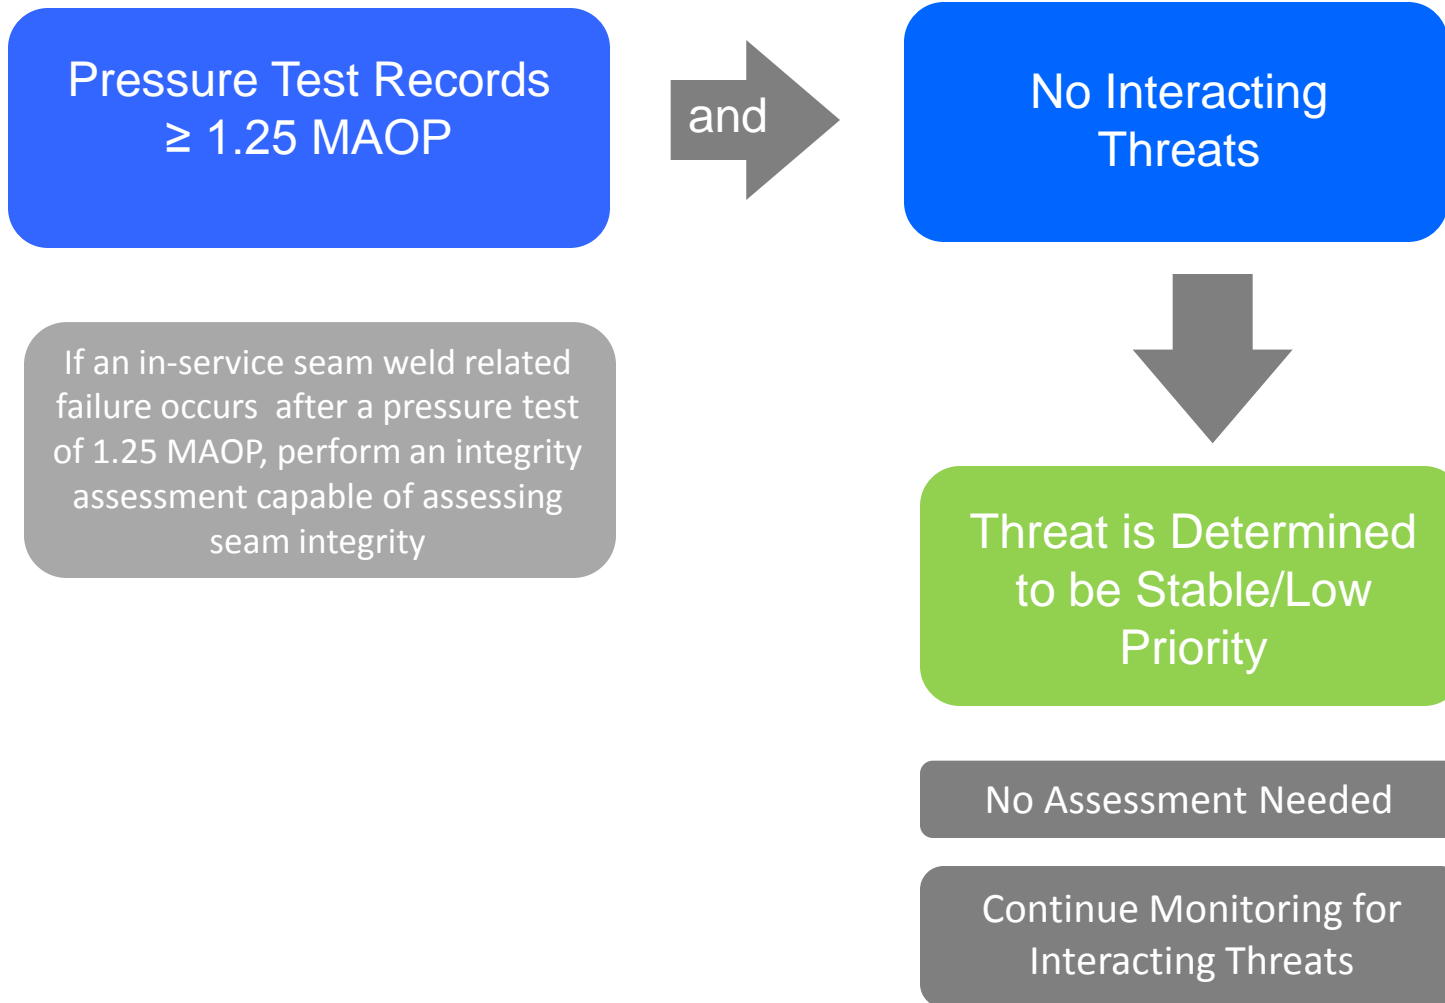 Pressure Test Records
≥ 1.25 MAOP
and
No Interacting
Threats
If an in-service seam weld related
failure occurs  after a pressure test
of 1.25 MAOP, perform an integrity
assessment capable of assessing
seam integrity
Threat is Determined
to be Stable/Low
Priority
No Assessment Needed
Continue Monitoring for
Interacting Threats